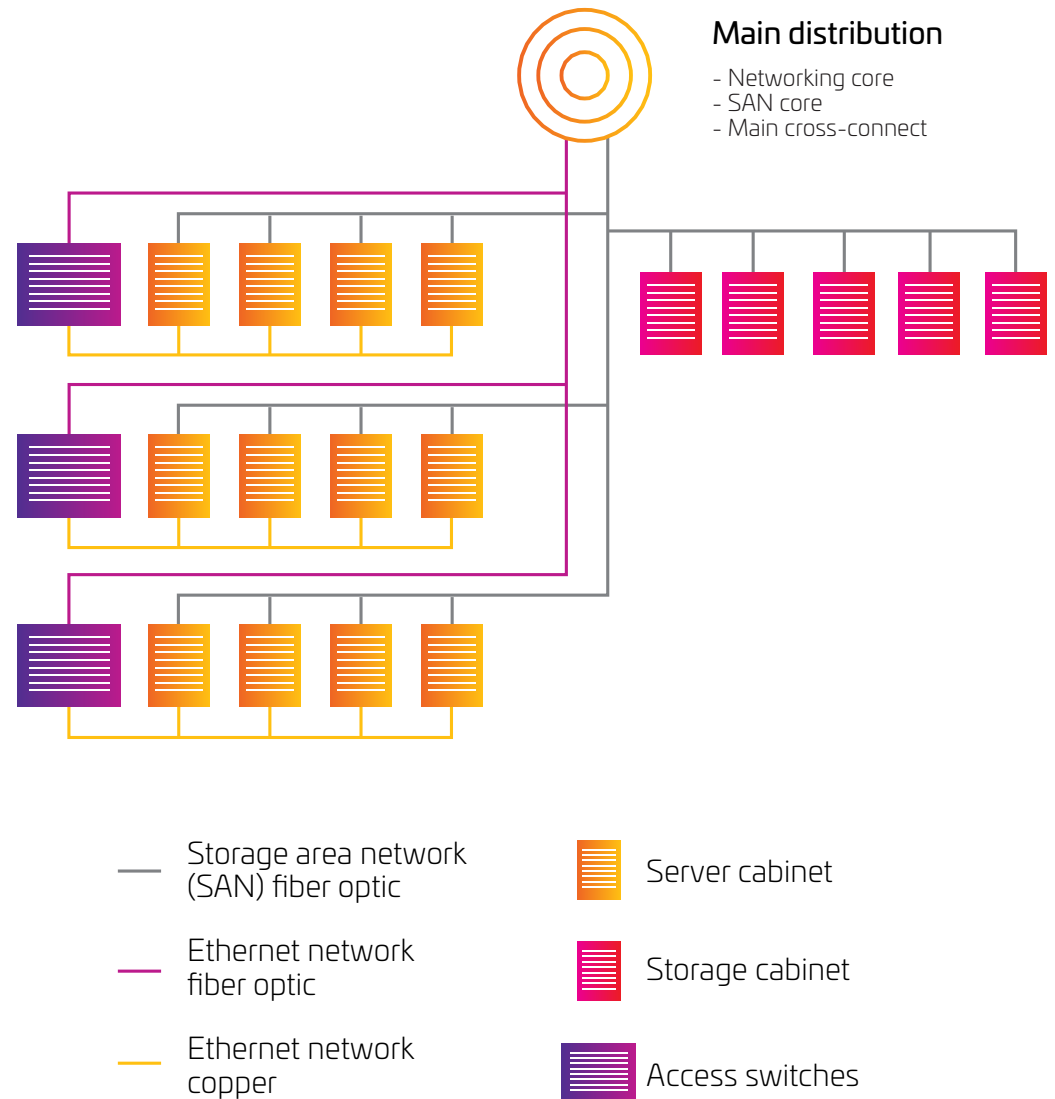 Main distribution
- Networking core
- SAN core
- Main cross-connect
Storage area network
(SAN) fiber optic
Server cabinet
Ethernet network
fiber optic
Storage cabinet
Ethernet network
copper
Access switches